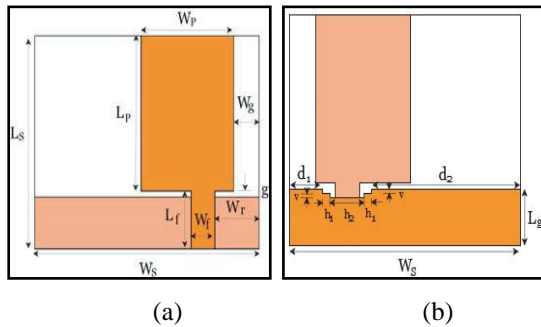 W_P
L_S
L_P
W_g
g
L_f
W_f
W_r
W_S
(a)
d_1
d_2
v
v
h_1
h_2
h_1
L_g
W_S
(b)